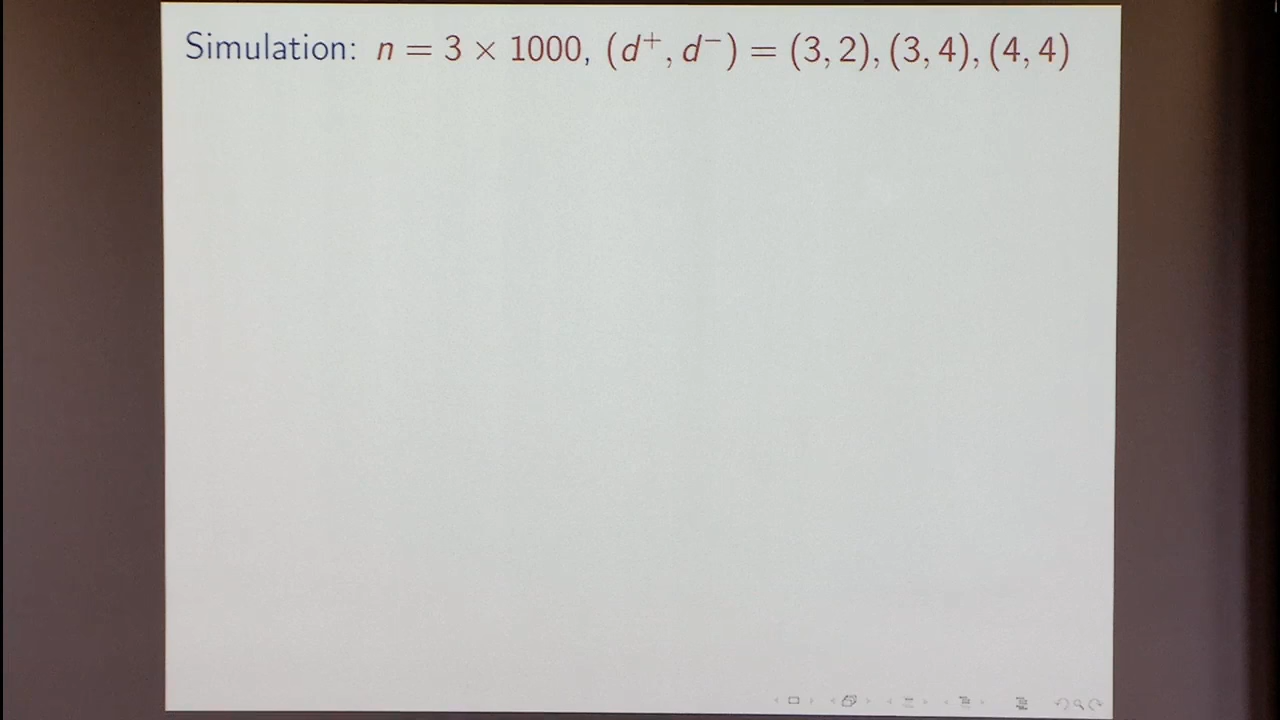 Simulation: n = 3 × 1000, (d⁺, d⁻) = (3, 2), (3, 4), (4, 4)